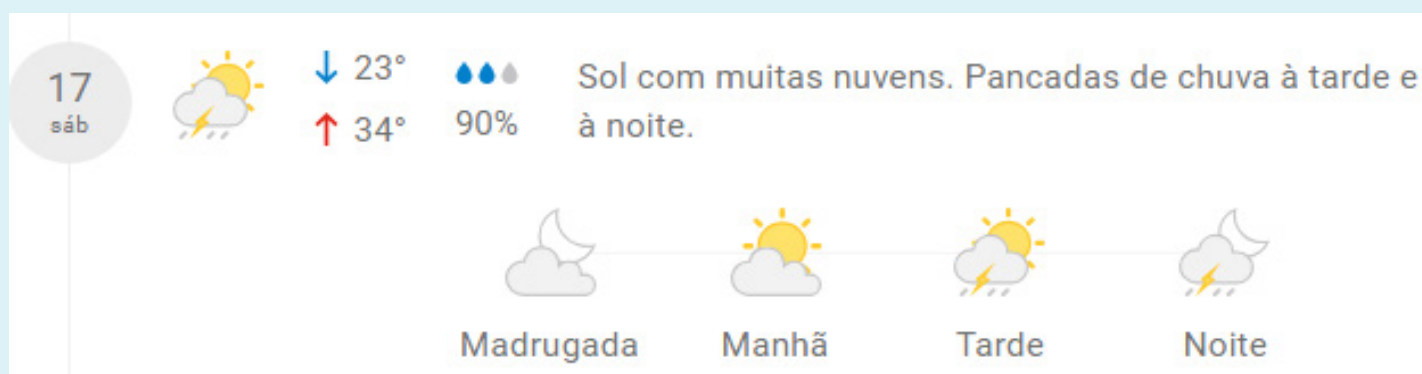 17
sáb
23°
34°
90%
Sol com muitas nuvens. Pancadas de chuva à tarde e
à noite.
Madrugada Manhã Tarde Noite